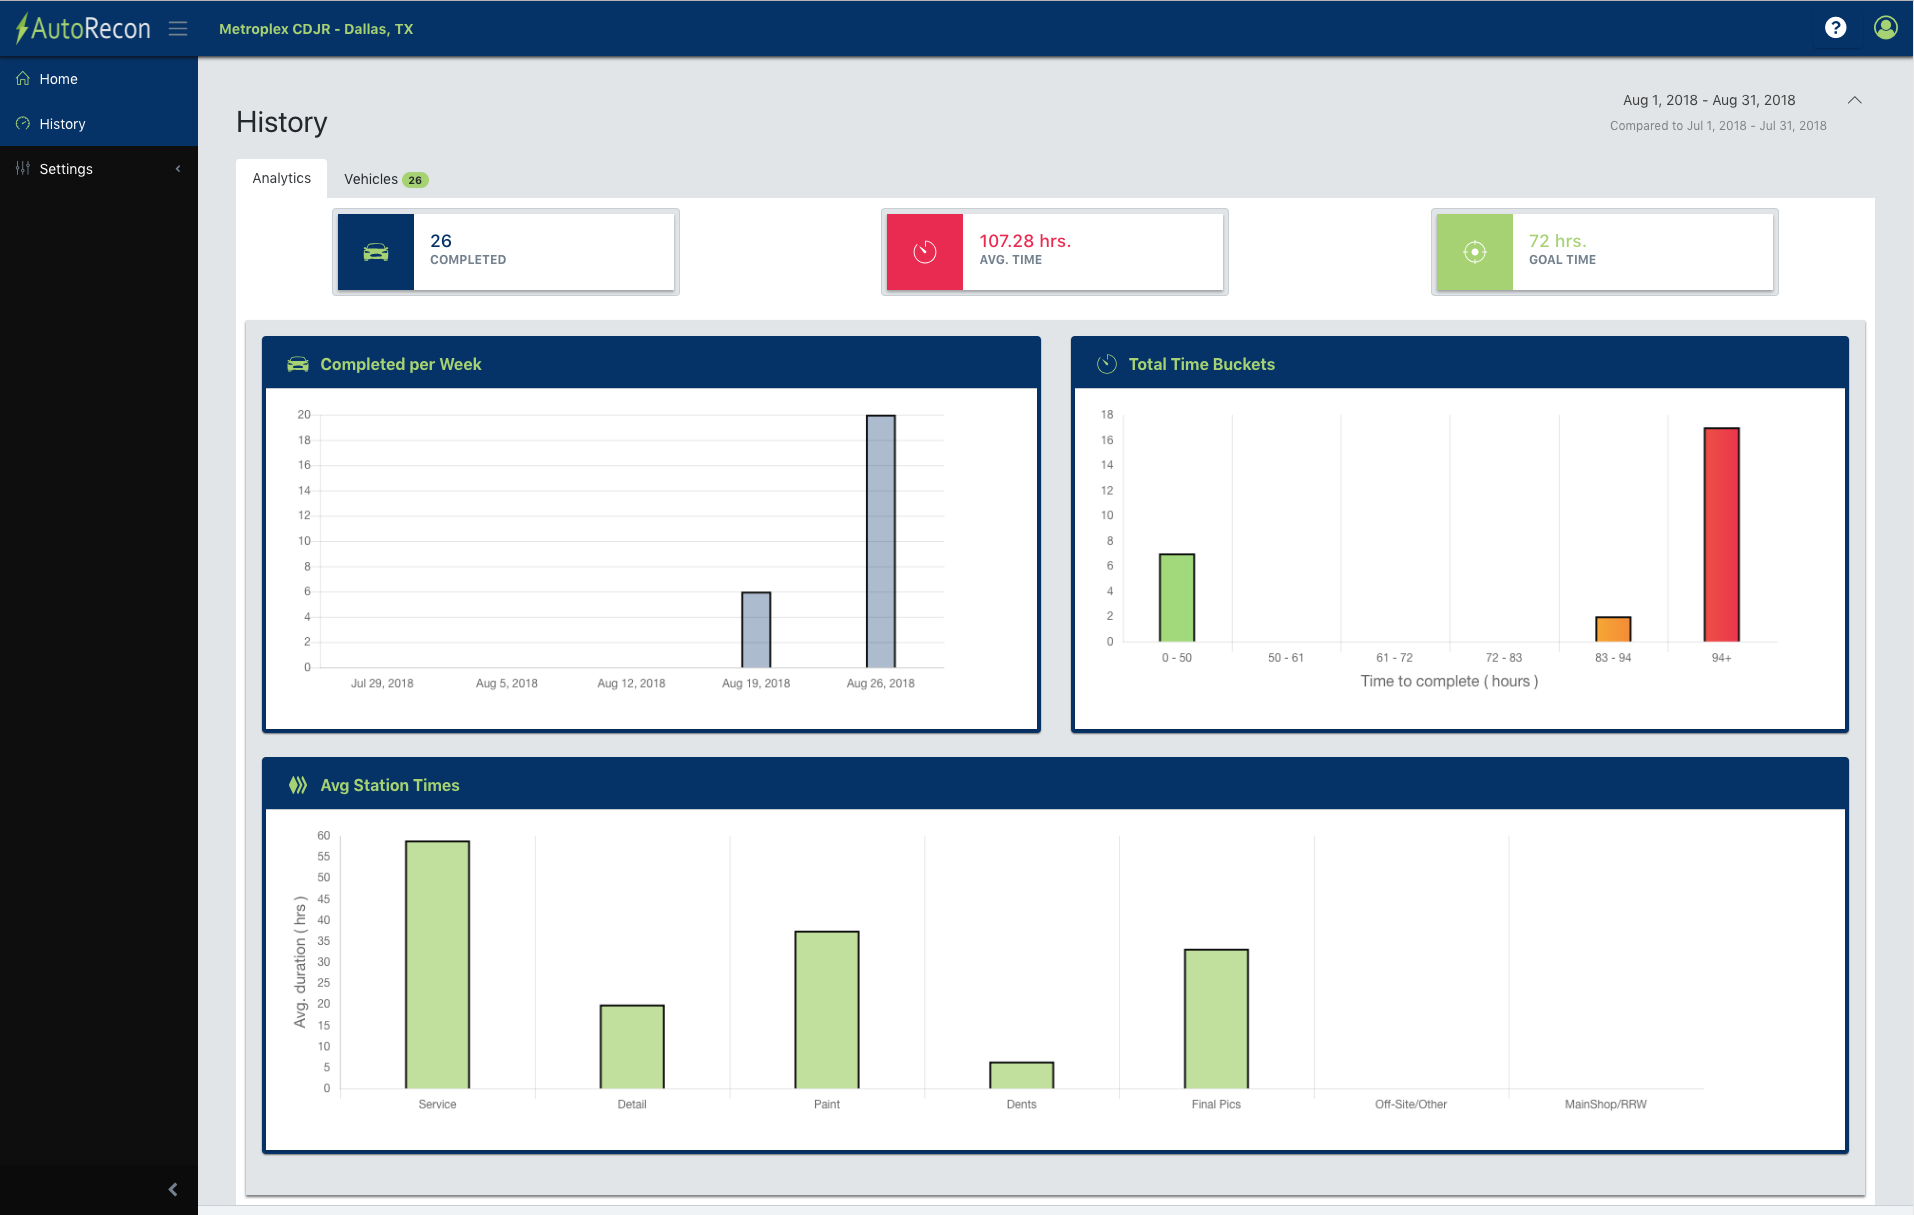 AutoRecon
Metroplex CDJR - Dallas, TX
?
Home
History
Settings
History
Aug 1, 2018 - Aug 31, 2018
Compared to Jul 1, 2018 - Jul 31, 2018
Analytics
Vehicles 26
26
COMPLETED
107.28 hrs.
AVG. TIME
72 hrs.
GOAL TIME
Completed per Week
20
18
16
14
12
10
8
6
4
2
0
Jul 29, 2018 Aug 5, 2018 Aug 12, 2018 Aug 19, 2018 Aug 26, 2018
Total Time Buckets
18
16
14
12
10
8
6
4
2
0
0 - 50 50 - 61 61 - 72 72 - 83 83 - 94 94+
Time to complete ( hours )
Avg Station Times
Avg. duration ( hrs )
60
55
50
45
40
35
30
25
20
15
10
5
0
Service Detail Paint Dents Final Pics Off-Site/Other MainShop/RRW